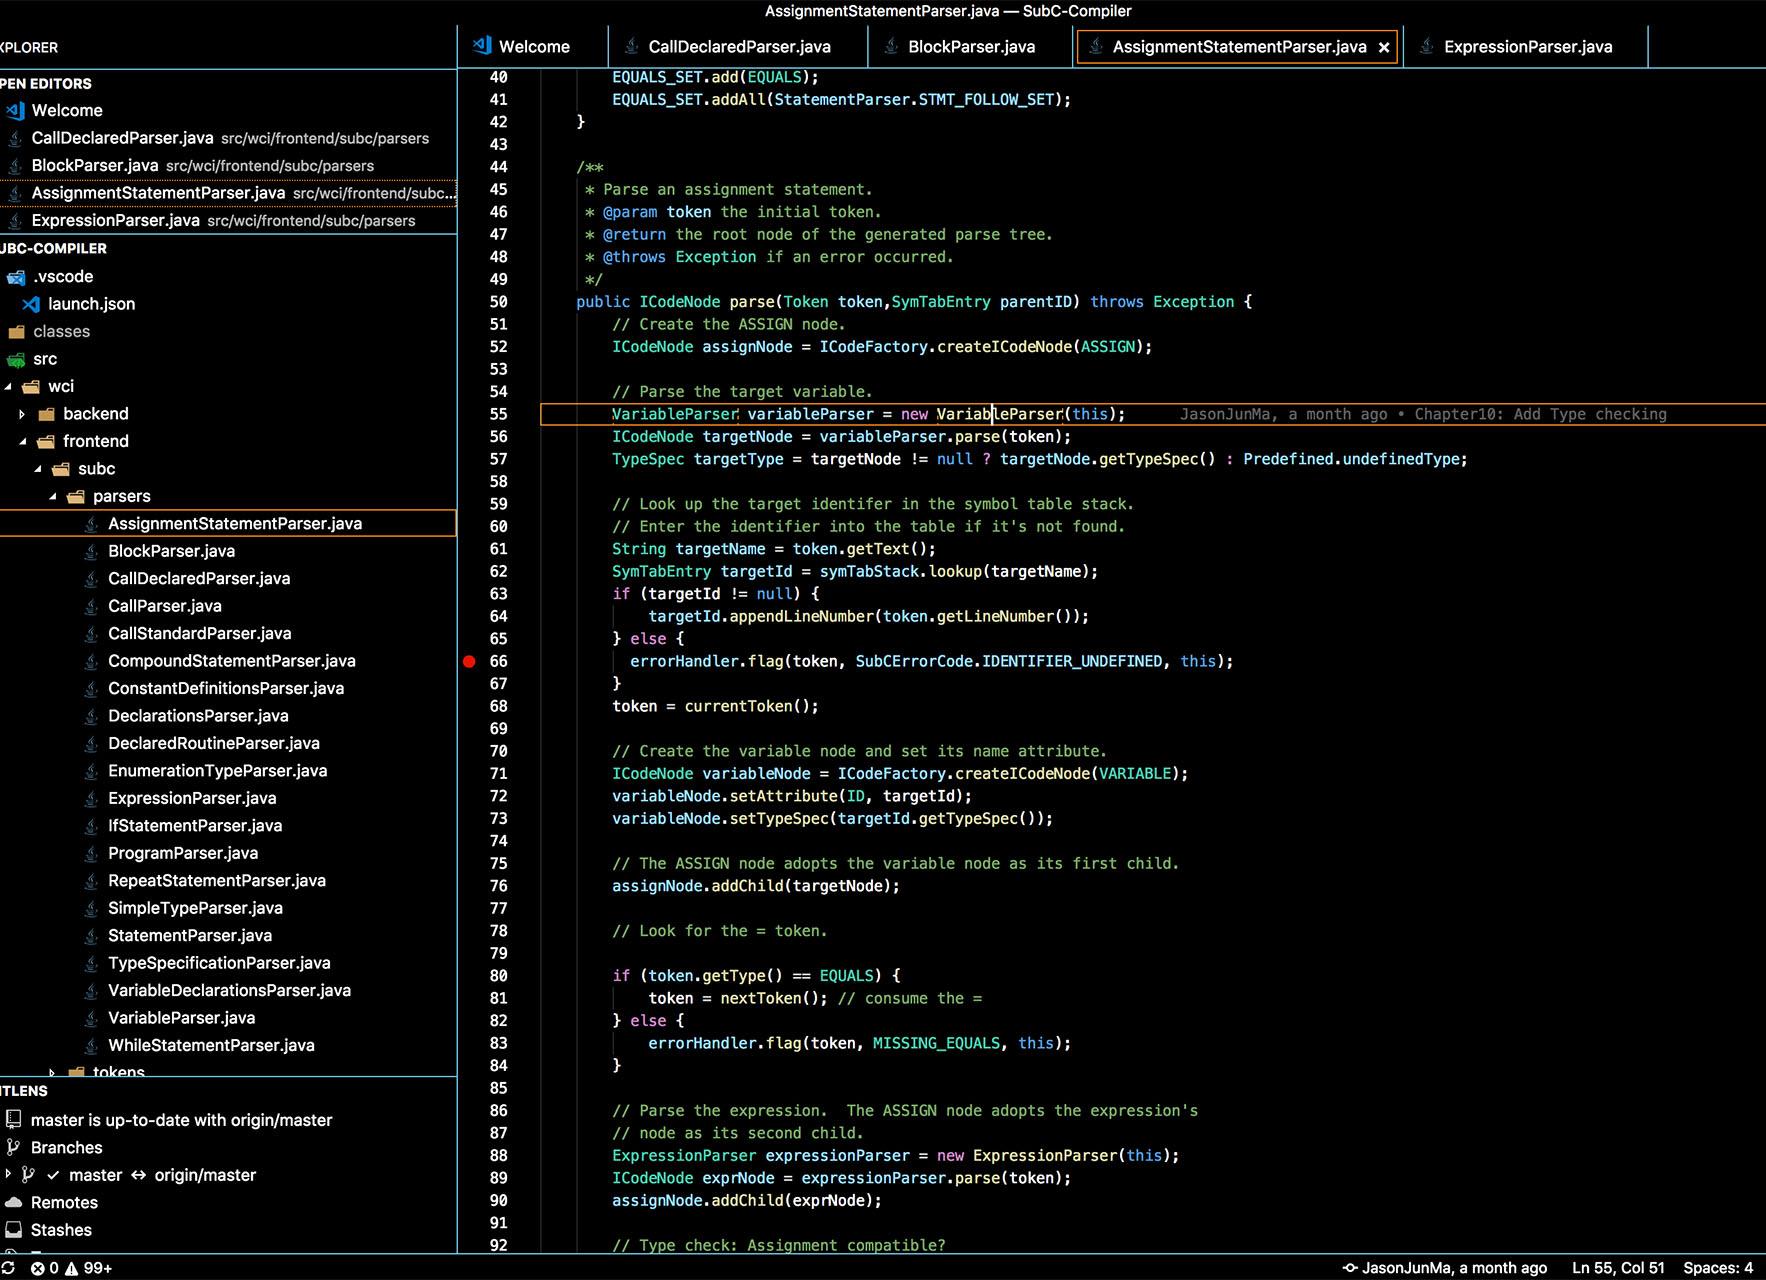 AssignmentStatementParser.java — SubC-Compiler
XPLORER
PEN EDITORS
Welcome
CallDeclaredParser.java src/wci/frontend/subc/parsers
BlockParser.java src/wci/frontend/subc/parsers
AssignmentStatementParser.java src/wci/frontend/subc...
ExpressionParser.java src/wci/frontend/subc/parsers
UBC-COMPILER
.vscode
launch.json
classes
src
wci
backend
frontend
subc
parsers
AssignmentStatementParser.java
BlockParser.java
CallDeclaredParser.java
CallParser.java
CallStandardParser.java
CompoundStatementParser.java
ConstantDefinitionsParser.java
DeclarationsParser.java
DeclaredRoutineParser.java
EnumerationTypeParser.java
ExpressionParser.java
IfStatementParser.java
ProgramParser.java
RepeatStatementParser.java
SimpleTypeParser.java
StatementParser.java
TypeSpecificationParser.java
VariableDeclarationsParser.java
VariableParser.java
WhileStatementParser.java
tokens
ITLENS
master is up-to-date with origin/master
Branches
master ↔ origin/master
Remotes
Stashes
Welcome CallDeclaredParser.java BlockParser.java AssignmentStatementParser.java × ExpressionParser.java
40 EQUALS_SET.add(EQUALS);
41 EQUALS_SET.addAll(StatementParser.STMT_FOLLOW_SET);
42 }
43
44 /**
45 * Parse an assignment statement.
46 * @param token the initial token.
47 * @return the root node of the generated parse tree.
48 * @throws Exception if an error occurred.
49 */
50 public ICodeNode parse(Token token,SymTabEntry parentID) throws Exception {
51 // Create the ASSIGN node.
52 ICodeNode assignNode = ICodeFactory.createICodeNode(ASSIGN);
53
54 // Parse the target variable.
55 VariableParser variableParser = new VariableParser(this); JasonJunMa, a month ago • Chapter10: Add Type checking
56 ICodeNode targetNode = variableParser.parse(token);
57 TypeSpec targetType = targetNode != null ? targetNode.getTypeSpec() : Predefined.undefinedType;
58
59 // Look up the target identifer in the symbol table stack.
60 // Enter the identifier into the table if it's not found.
61 String targetName = token.getText();
62 SymTabEntry targetId = symTabStack.lookup(targetName);
63 if (targetId != null) {
64 targetId.appendLineNumber(token.getLineNumber());
65 } else {
66 errorHandler.flag(token, SubCErrorCode.IDENTIFIER_UNDEFINED, this);
67 }
68 token = currentToken();
69
70 // Create the variable node and set its name attribute.
71 ICodeNode variableNode = ICodeFactory.createICodeNode(VARIABLE);
72 variableNode.setAttribute(ID, targetId);
73 variableNode.setTypeSpec(targetId.getTypeSpec());
74
75 // The ASSIGN node adopts the variable node as its first child.
76 assignNode.addChild(targetNode);
77
78 // Look for the = token.
79
80 if (token.getType() == EQUALS) {
81 token = nextToken(); // consume the =
82 } else {
83 errorHandler.flag(token, MISSING_EQUALS, this);
84 }
85
86 // Parse the expression.  The ASSIGN node adopts the expression's
87 // node as its second child.
88 ExpressionParser expressionParser = new ExpressionParser(this);
89 ICodeNode exprNode = expressionParser.parse(token);
90 assignNode.addChild(exprNode);
91
92 // Type check: Assignment compatible?
0 99+ JasonJunMa, a month ago Ln 55, Col 51 Spaces: 4